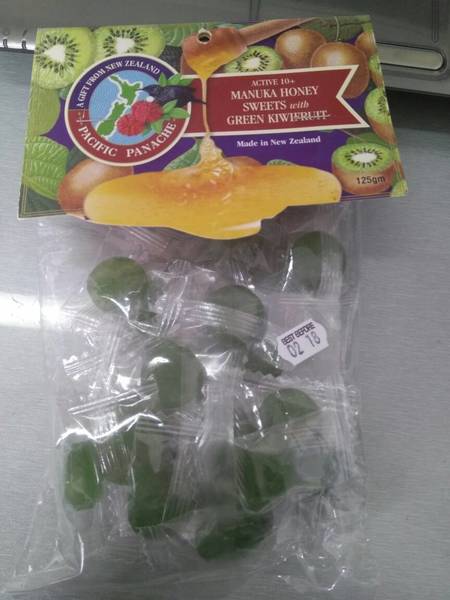 A GIFT FROM NEW ZEALAND
PACIFIC PANACHE
ACTIVE 10+
MANUKA HONEY
SWEETS with
GREEN KIWIFRUIT
Made in New Zealand
125gm
BEST BEFORE
02 18